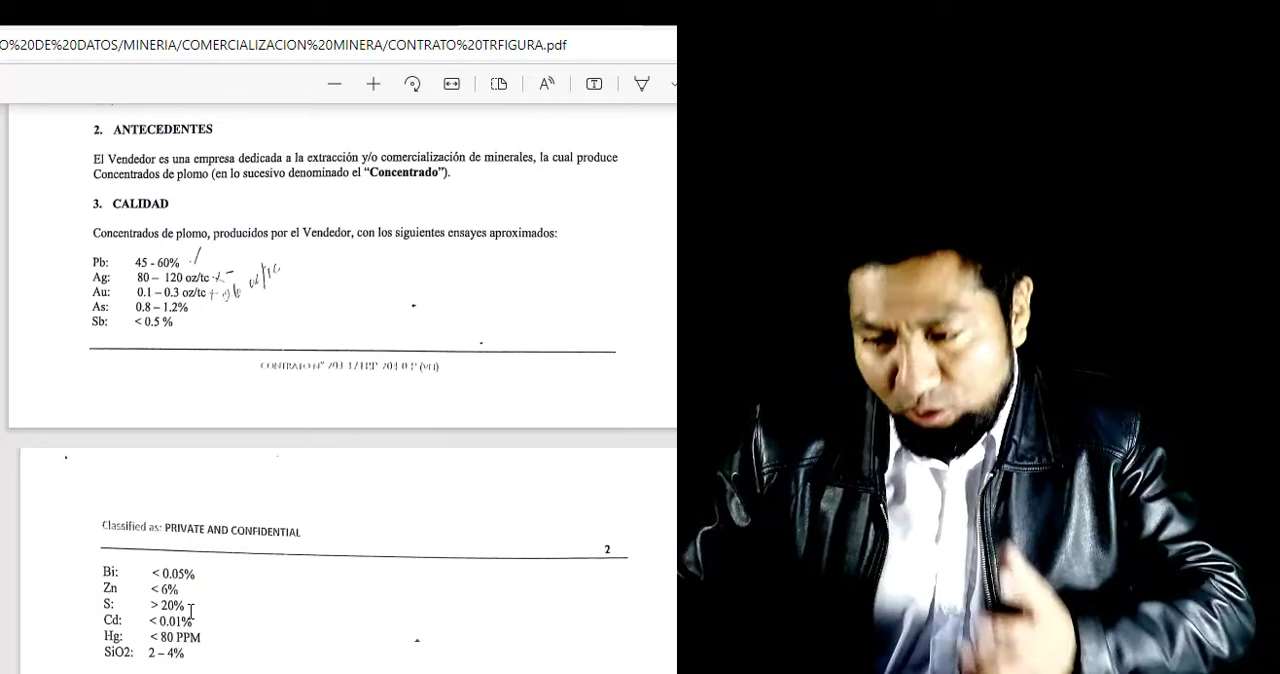 O%20DE%20DATOS/MINERIA/COMERCIALIZACION%20MINERA/CONTRATO%20TRFIGURA.pdf
2. ANTECEDENTES
El Vendedor es una empresa dedicada a la extracción y/o comercialización de minerales, la cual produce
Concentrados de plomo (en lo sucesivo denominado el “Concentrado”).
3. CALIDAD
Concentrados de plomo, producidos por el Vendedor, con los siguientes ensayes aproximados:
Pb: 45 - 60%
Ag: 80 – 120 oz/tc
Au: 0.1 – 0.3 oz/tc
oz/tc
As: 0.8 – 1.2%
Sb: < 0.5 %
CONTRATO N°
Classified as: PRIVATE AND CONFIDENTIAL
2
Bi: < 0.05%
Zn < 6%
S: > 20%
Cd: < 0.01%
Hg: < 80 PPM
SiO2: 2 – 4%